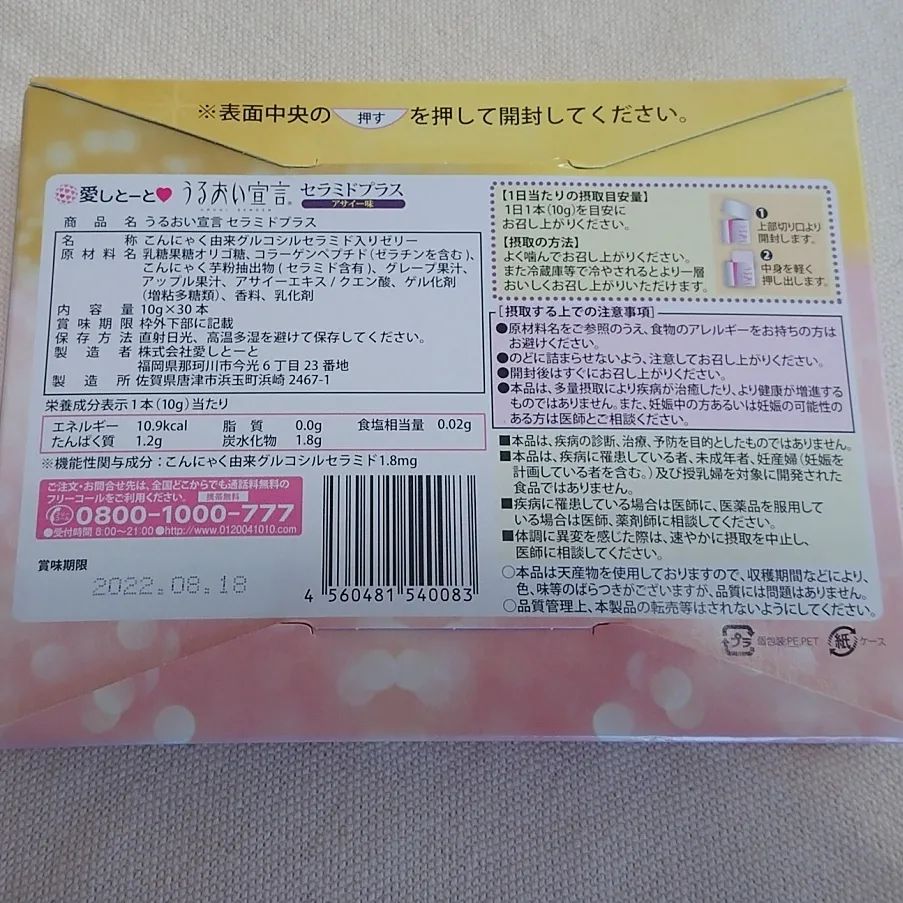 ※表面中央の 押す を押して開封してください。
愛しとーと うるおい宣言® セラミドプラス
アサイー味
商品名 うるおい宣言 セラミドプラス
名称 こんにゃく由来グルコシルセラミド入りゼリー
原材料名 乳糖果糖オリゴ糖、コラーゲンペプチド(ゼラチンを含む)、
こんにゃく芋粉抽出物(セラミド含有)、グレープ果汁、
アップル果汁、アサイーエキス/クエン酸、ゲル化剤
(増粘多糖類)、香料、乳化剤
内容量 10g×30本
賞味期限 枠外下部に記載
保存方法 直射日光、高温多湿を避けて保存してください。
製造者 株式会社愛しとーと
福岡県那珂川市今光6丁目23番地
製造所 佐賀県唐津市浜玉町浜崎2467-1
栄養成分表示1本(10g)当たり
エネルギー 10.9kcal 脂質 0.0g 食塩相当量 0.02g
たんぱく質 1.2g 炭水化物 1.8g
※機能性関与成分:こんにゃく由来グルコシルセラミド1.8mg
ご注文・お問合せ先は、全国どこからでも通話料無料の
フリーコールをご利用ください。 携帯無料
0800-1000-777
●受付時間 8:00〜21:00 ●http://www.0120041010.com
賞味期限
2022.08.18
4 560481 540083
【1日当たりの摂取目安量】
1日1本(10g)を目安に
お召し上がりください。
【摂取の方法】
よく噛んでお召し上がりください。
また冷蔵庫等で冷やされるとより一層
おいしくお召し上がりいただけます。
❶
上部切り口より
開封します。
❷
中身を軽く
押し出します。
[摂取する上での注意事項]
●原材料名をご参照のうえ、食物のアレルギーをお持ちの方は
お避けください。
●のどに詰まらせないよう、注意してお召し上がりください。
●開封後はすぐにお召し上がりください。
●本品は、多量摂取により疾病が治癒したり、より健康が増進する
ものではありません。また、妊娠中の方あるいは妊娠の可能性の
ある方は医師とご相談ください。
■本品は、疾病の診断、治療、予防を目的としたものではありません。
■本品は、疾病に罹患している者、未成年者、妊産婦(妊娠を
計画している者を含む。)及び授乳婦を対象に開発された
食品ではありません。
■疾病に罹患している場合は医師に、医薬品を服用して
いる場合は医師、薬剤師に相談してください。
■体調に異変を感じた際は、速やかに摂取を中止し、
医師に相談してください。
○本品は天産物を使用しておりますので、収穫期間などにより、
色、味等のばらつきがございますが、品質には問題はありません。
○品質管理上、本製品の転売等はされないようにしてください。
プラ 個包装:PE,PET 紙 ケース